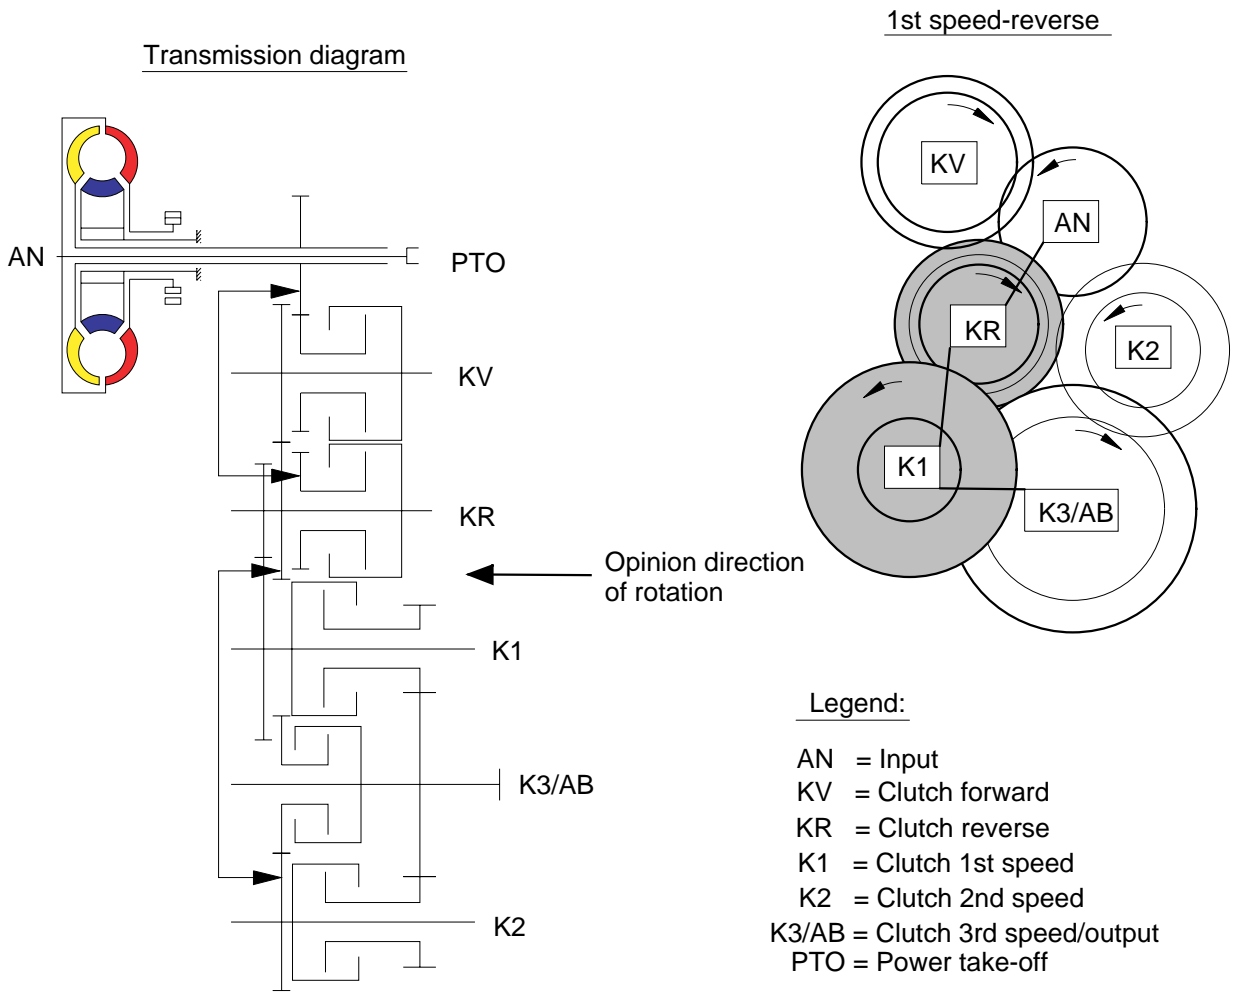 Transmission diagram
AN
PTO
KV
KR
K1
K3/AB
K2
Opinion direction
of rotation
1st speed-reverse
KV
AN
KR
K2
K1
K3/AB
Legend:
AN = Input
KV = Clutch forward
KR = Clutch reverse
K1 = Clutch 1st speed
K2 = Clutch 2nd speed
K3/AB = Clutch 3rd speed/output
PTO = Power take-off